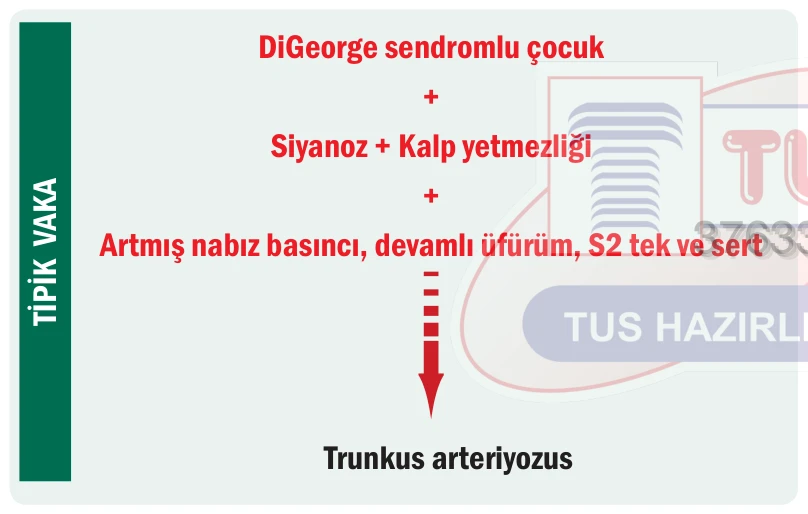 DiGeorge sendromlu çocuk
+
Siyanoz + Kalp yetmezliği
+
Artmış nabız basıncı, devamlı üfürüm, S2 tek ve sert
Trunkus arteriyozus
TİPİK VAKA
TUS HAZIRL